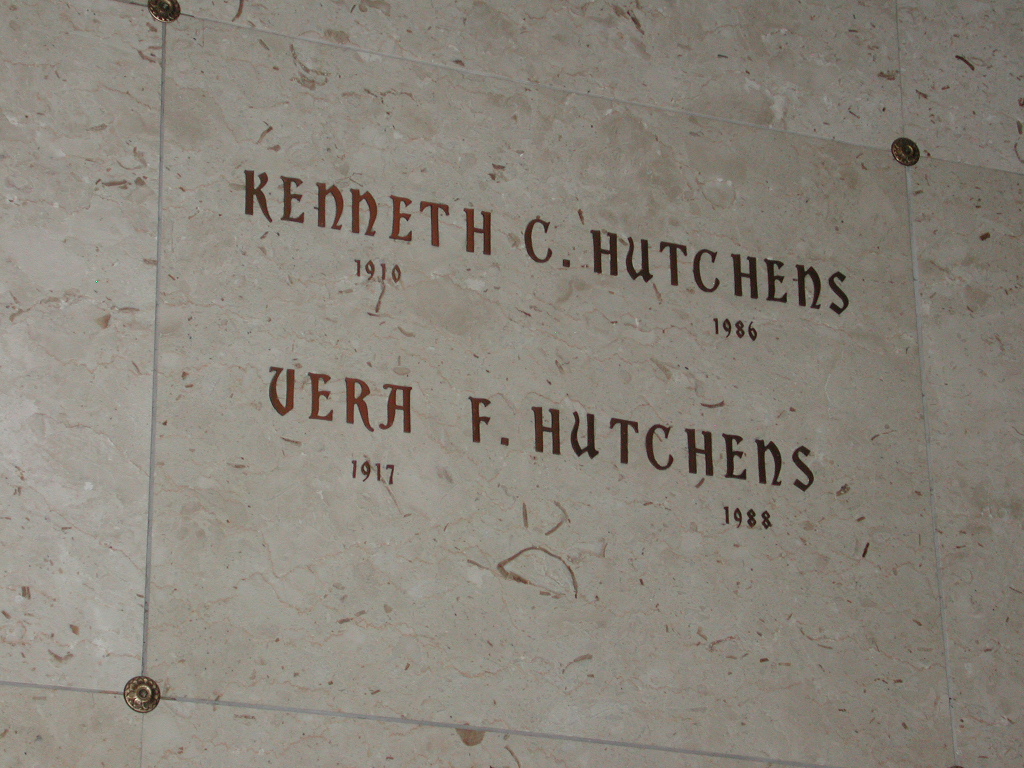 KENNETH C. HUTCHENS
1910 1986
VERA F. HUTCHENS
1917 1988